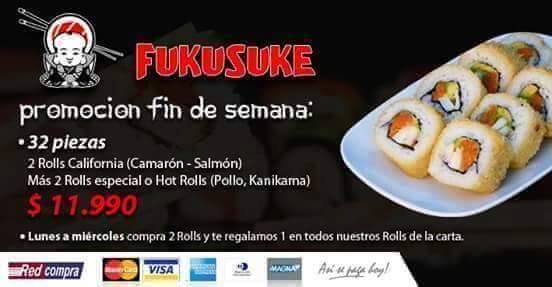 FUKUSUKE
promocion fin de semana:
• 32 piezas
2 Rolls California (Camarón - Salmón)
Más 2 Rolls especial o Hot Rolls (Pollo, Kanikama)
$ 11.990
• Lunes a miércoles compra 2 Rolls y te regalamos 1 en todos nuestros Rolls de la carta.
Red compra MasterCard VISA MAGNA Así se paga hoy!